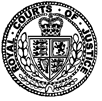 ROYAL · COURTS · OF · JUSTICE